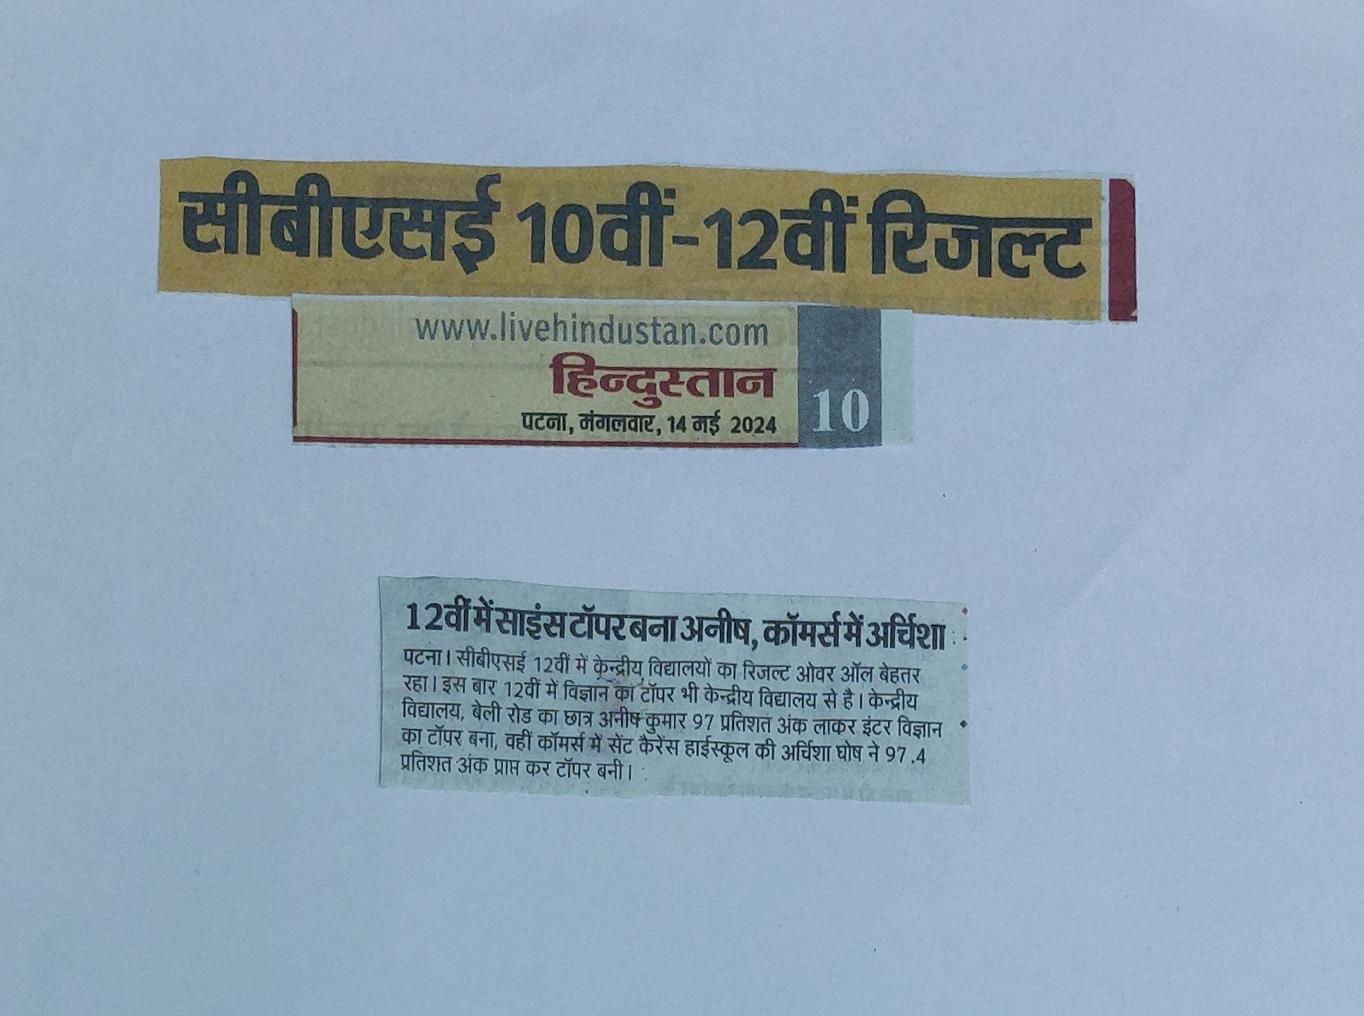 सीबीएसई 10वीं-12वीं रिजल्ट
www.livehindustan.com
हिन्दुस्तान
पटना, मंगलवार, 14 मई 2024
10
12वीं में साइंस टॉपर बना अनीष, कॉमर्स में अर्चिशा
पटना। सीबीएसई 12वीं में केन्द्रीय विद्यालयों का रिजल्ट ओवर ऑल बेहतर
रहा। इस बार 12वीं में विज्ञान का टॉपर भी केन्द्रीय विद्यालय से है। केन्द्रीय
विद्यालय, बेली रोड का छात्र अनीष कुमार 97 प्रतिशत अंक लाकर इंटर विज्ञान
का टॉपर बना, वहीं कॉमर्स में सेंट कैरेंस हाईस्कूल की अर्चिशा घोष ने 97.4
प्रतिशत अंक प्राप्त कर टॉपर बनी।